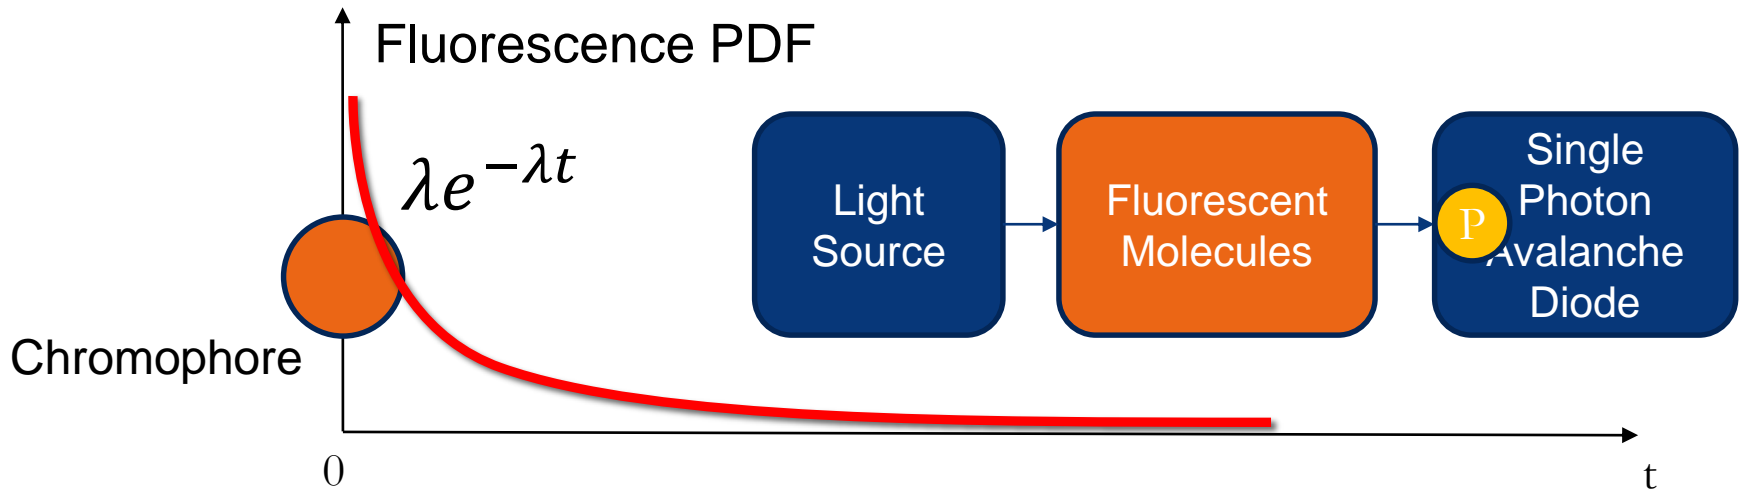 Fluorescence PDF
λe^{-λt}
Chromophore
0
t
Light
Source
Fluorescent
Molecules
P
Single
Photon
Avalanche
Diode